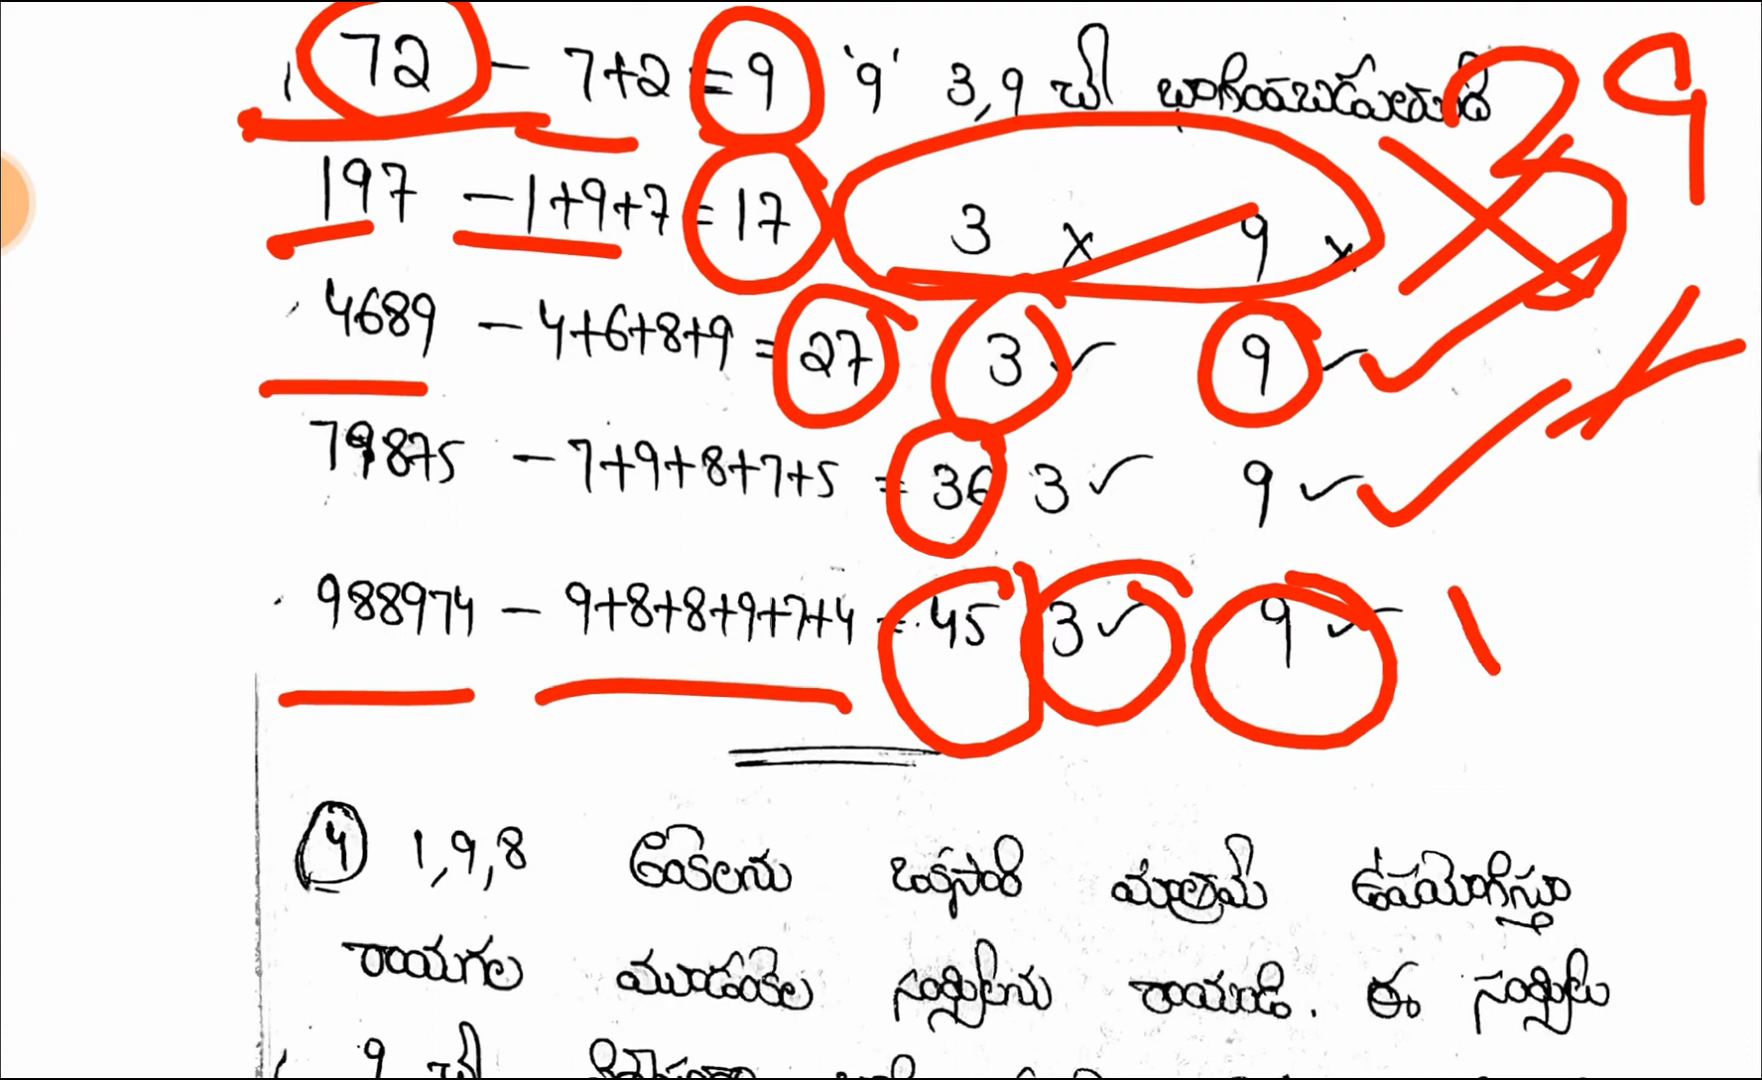 72 - 7+2 = 9 '9' 3,9 చే భాగించబడుతుంది 29
197 - 1+9+7 = 17 3 x 9 x
4689 - 4+6+8+9 = 27 3 ✓ 9 ✓
79875 - 7+9+8+7+5 = 36 3 ✓ 9 ✓
988974 - 9+8+8+9+7+4 = 45 3 ✓ 9 ✓
4 1,9,8 అంకెలను ఒక్కసారి మాత్రమే ఉపయోగిస్తూ
రాయగల మూడంకెల సంఖ్యలను రాయండి. ఈ సంఖ్యలు
9 చే